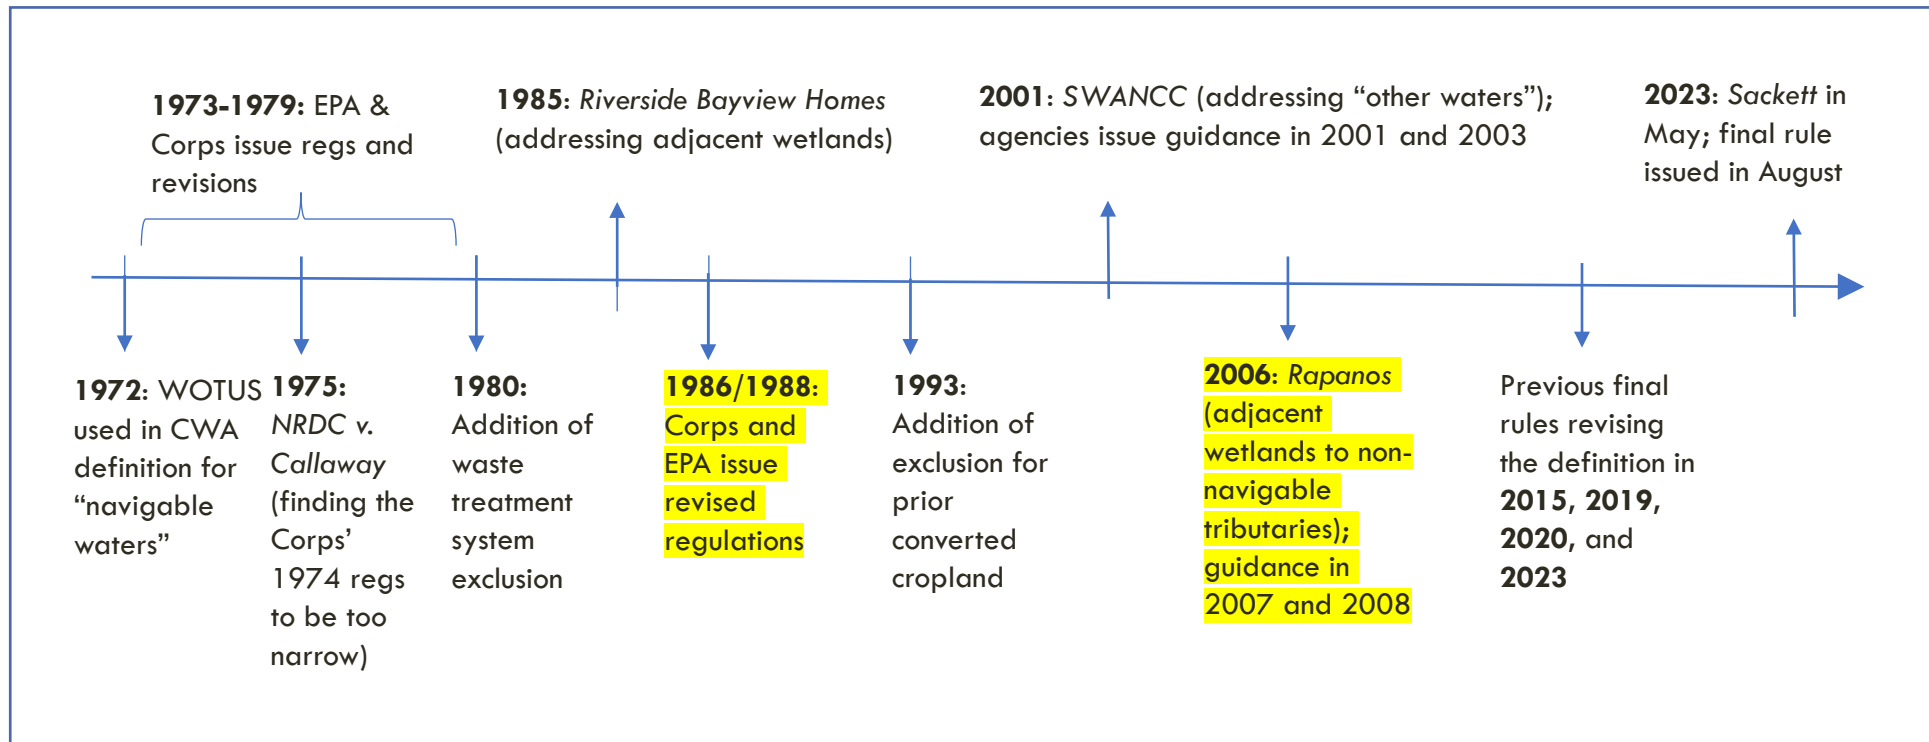 1973-1979: EPA &
Corps issue regs and
revisions
1985: Riverside Bayview Homes
(addressing adjacent wetlands)
2001: SWANCC (addressing “other waters”);
agencies issue guidance in 2001 and 2003
2023: Sackett in
May; final rule
issued in August
1972: WOTUS
used in CWA
definition for
“navigable
waters”
1975:
NRDC v.
Callaway
(finding the
Corps’
1974 regs
to be too
narrow)
1980:
Addition of
waste
treatment
system
exclusion
1986/1988:
Corps and
EPA issue
revised
regulations
1993:
Addition of
exclusion for
prior
converted
cropland
2006: Rapanos
(adjacent
wetlands to non-
navigable
tributaries);
guidance in
2007 and 2008
Previous final
rules revising
the definition in
2015, 2019,
2020, and
2023